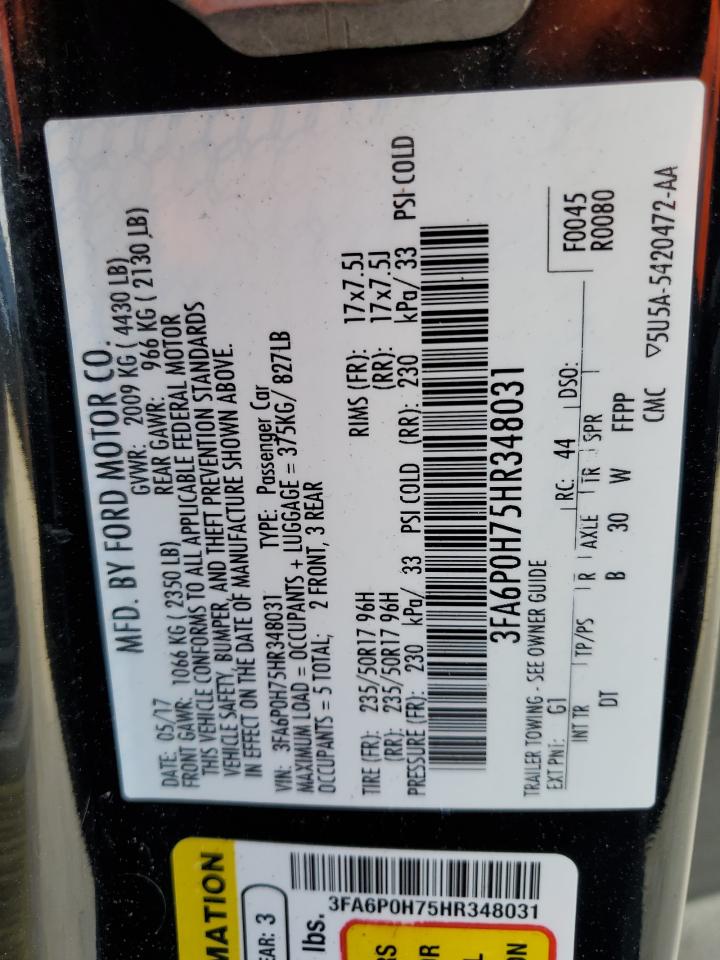 MFD. BY FORD MOTOR CO.
DATE: 05/17 GVWR: 2009 KG ( 4430 LB)
FRONT GAWR: 1066 KG ( 2350 LB) REAR GAWR: 966 KG ( 2130 LB)
THIS VEHICLE CONFORMS TO ALL APPLICABLE FEDERAL MOTOR
VEHICLE SAFETY, BUMPER, AND THEFT PREVENTION STANDARDS
IN EFFECT ON THE DATE OF MANUFACTURE SHOWN ABOVE.
VIN: 3FA6P0H75HR348031 TYPE: Passenger Car
MAXIMUM LOAD = OCCUPANTS + LUGGAGE = 375KG/ 827LB
OCCUPANTS = 5 TOTAL; 2 FRONT, 3 REAR
TIRE (FR): 235/50R17 96H RIMS (FR): 17x7.5J
(RR): 235/50R17 96H (RR): 17x7.5J
PRESSURE (FR): 230 kPa/ 33 PSI COLD (RR): 230 kPa/ 33 PSI COLD
3FA6P0H75HR348031
TRAILER TOWING - SEE OWNER GUIDE
EXT PNT: G1 RC: 44 DSO: F0045
R0080
INT TR TP/PS R AXLE TR SPR
DT B 30 W FFPP
CMC ▽5U5A-5420472-AA
MATION
EAR: 3
lbs.
3FA6P0H75HR348031